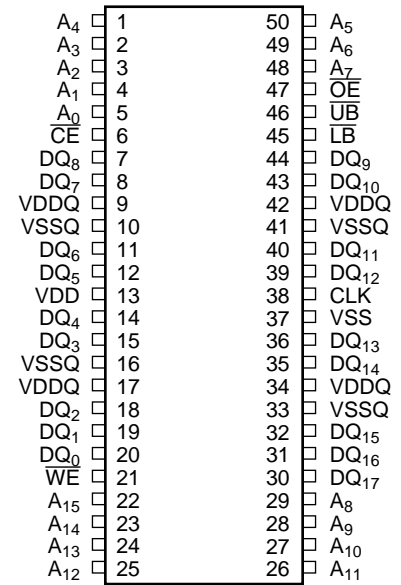 A4 1 50 A5
A3 2 49 A6
A2 3 48 A7
A1 4 47 OE
A0 5 46 UB
CE 6 45 LB
DQ8 7 44 DQ9
DQ7 8 43 DQ10
VDDQ 9 42 VDDQ
VSSQ 10 41 VSSQ
DQ6 11 40 DQ11
DQ5 12 39 DQ12
VDD 13 38 CLK
DQ4 14 37 VSS
DQ3 15 36 DQ13
VSSQ 16 35 DQ14
VDDQ 17 34 VDDQ
DQ2 18 33 VSSQ
DQ1 19 32 DQ15
DQ0 20 31 DQ16
WE 21 30 DQ17
A15 22 29 A8
A14 23 28 A9
A13 24 27 A10
A12 25 26 A11